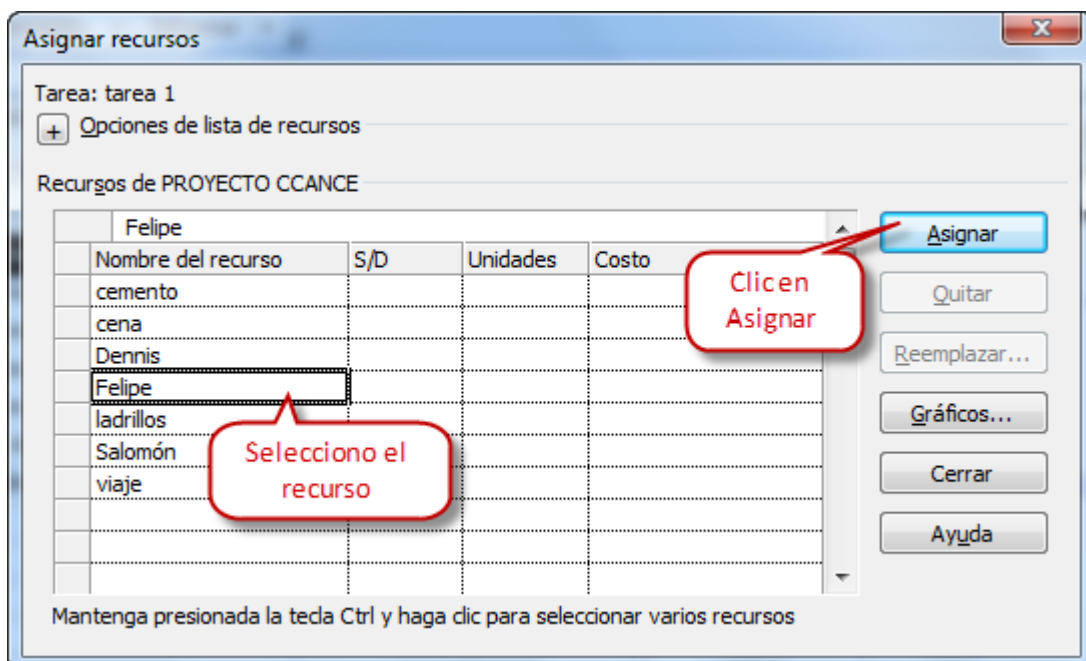 Asignar recursos
Tarea: tarea 1
Opciones de lista de recursos
Recursos de PROYECTO CCANCE
Felipe
Asignar
Nombre del recurso S/D Unidades Costo
cemento
Clic en
Asignar
Quitar
cena
Dennis
Reemplazar...
Felipe
ladrillos
Gráficos...
Salomón
Selecciono el
recurso
viaje
Cerrar
Ayuda
Mantenga presionada la tecla Ctrl y haga clic para seleccionar varios recursos